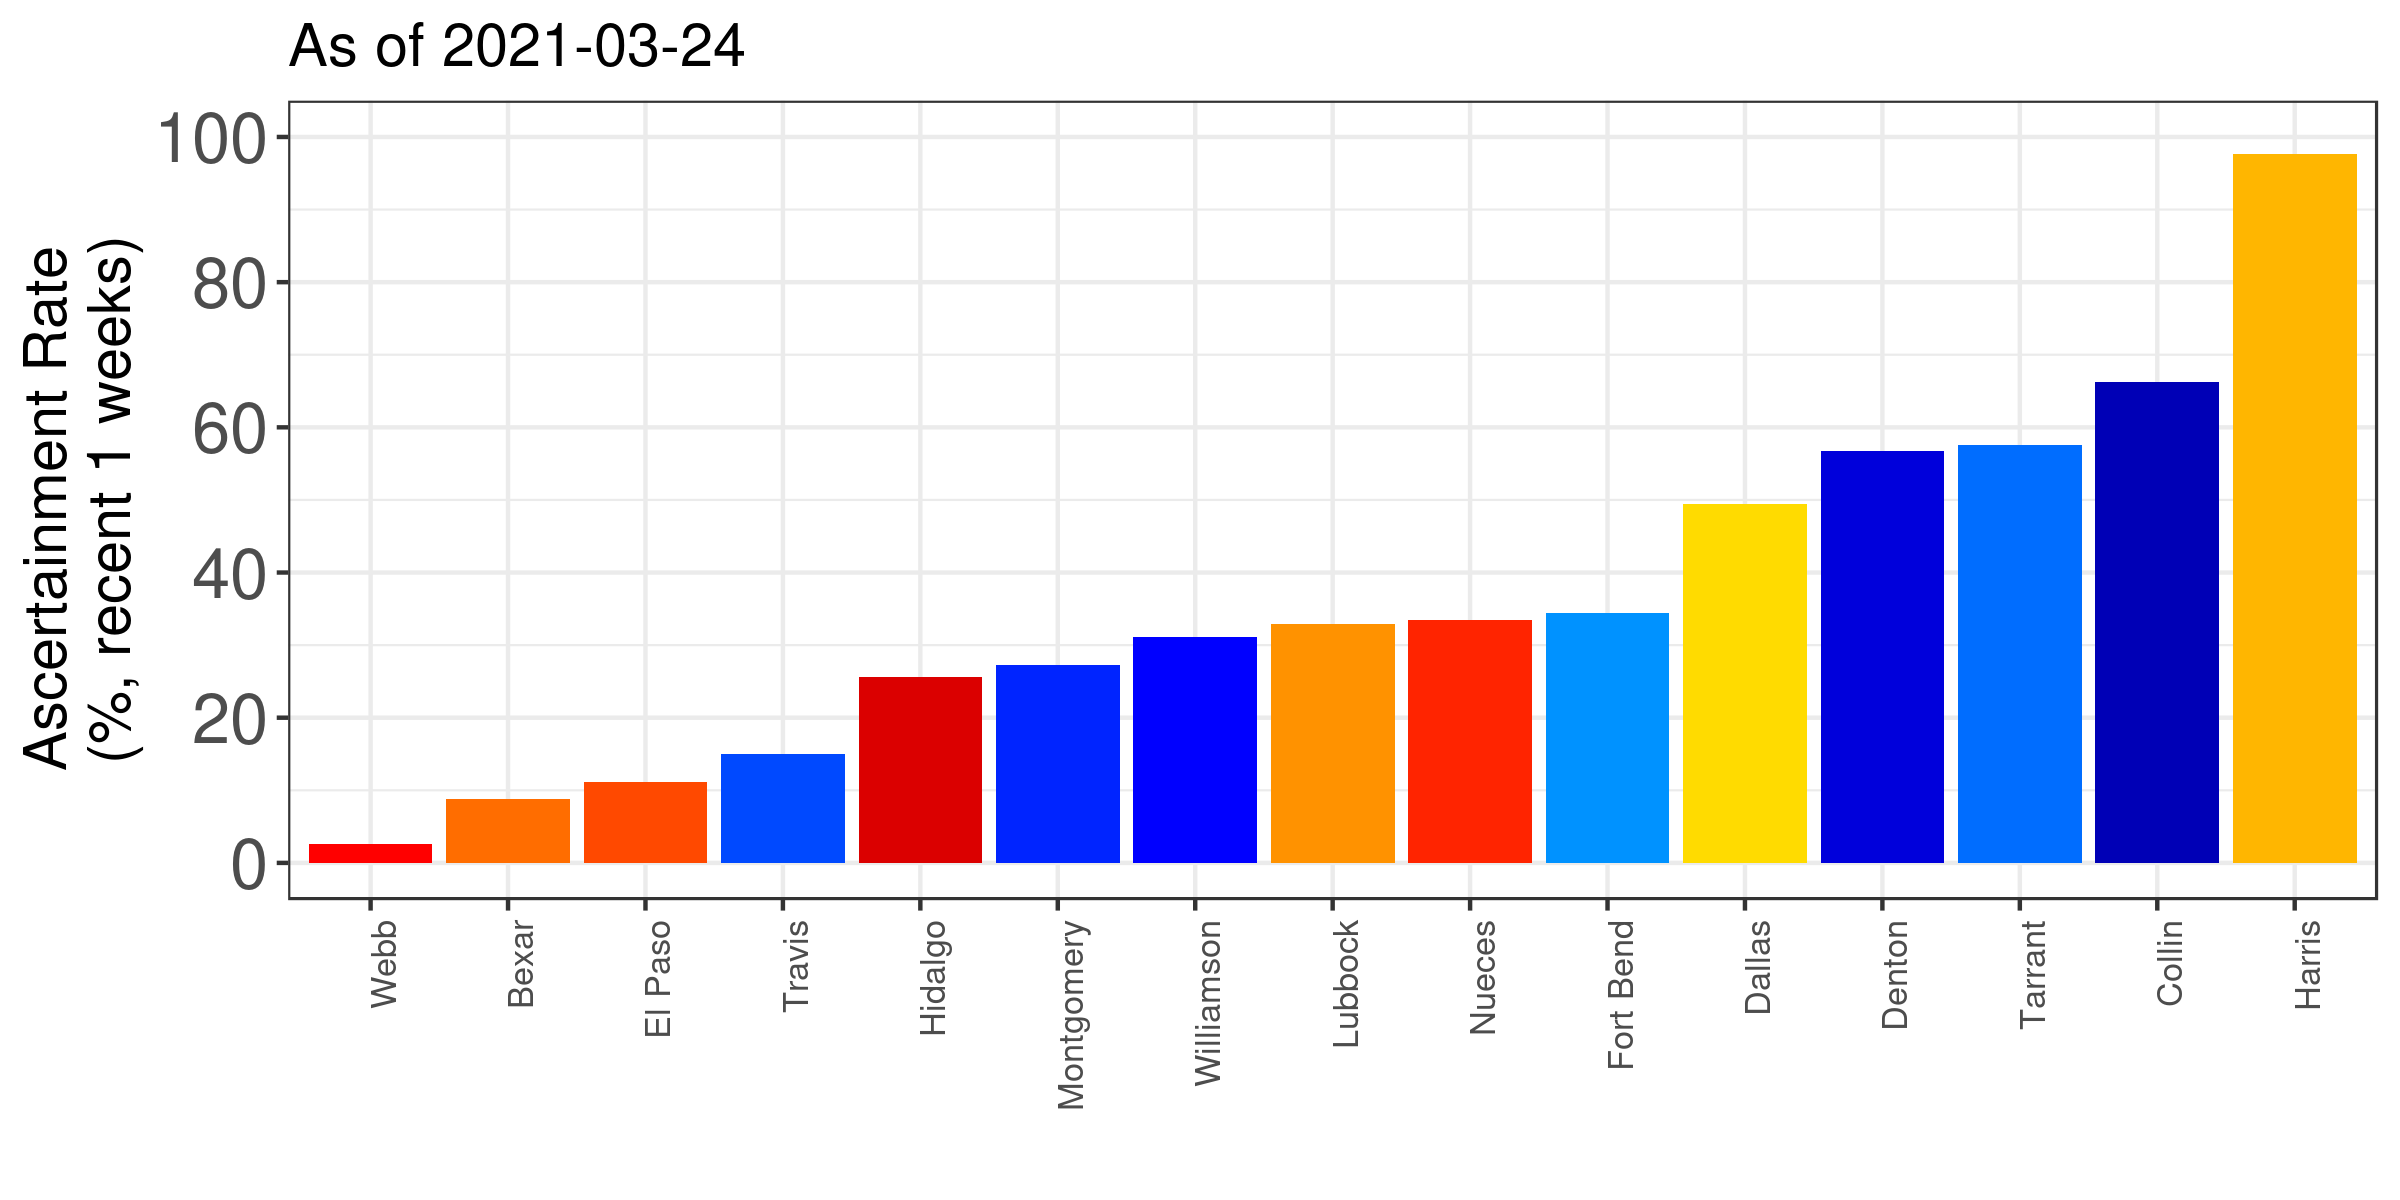 As of 2021-03-24
Ascertainment Rate
(%, recent 1 weeks)
100
80
60
40
20
0
Webb
Bexar
El Paso
Travis
Hidalgo
Montgomery
Williamson
Lubbock
Nueces
Fort Bend
Dallas
Denton
Tarrant
Collin
Harris